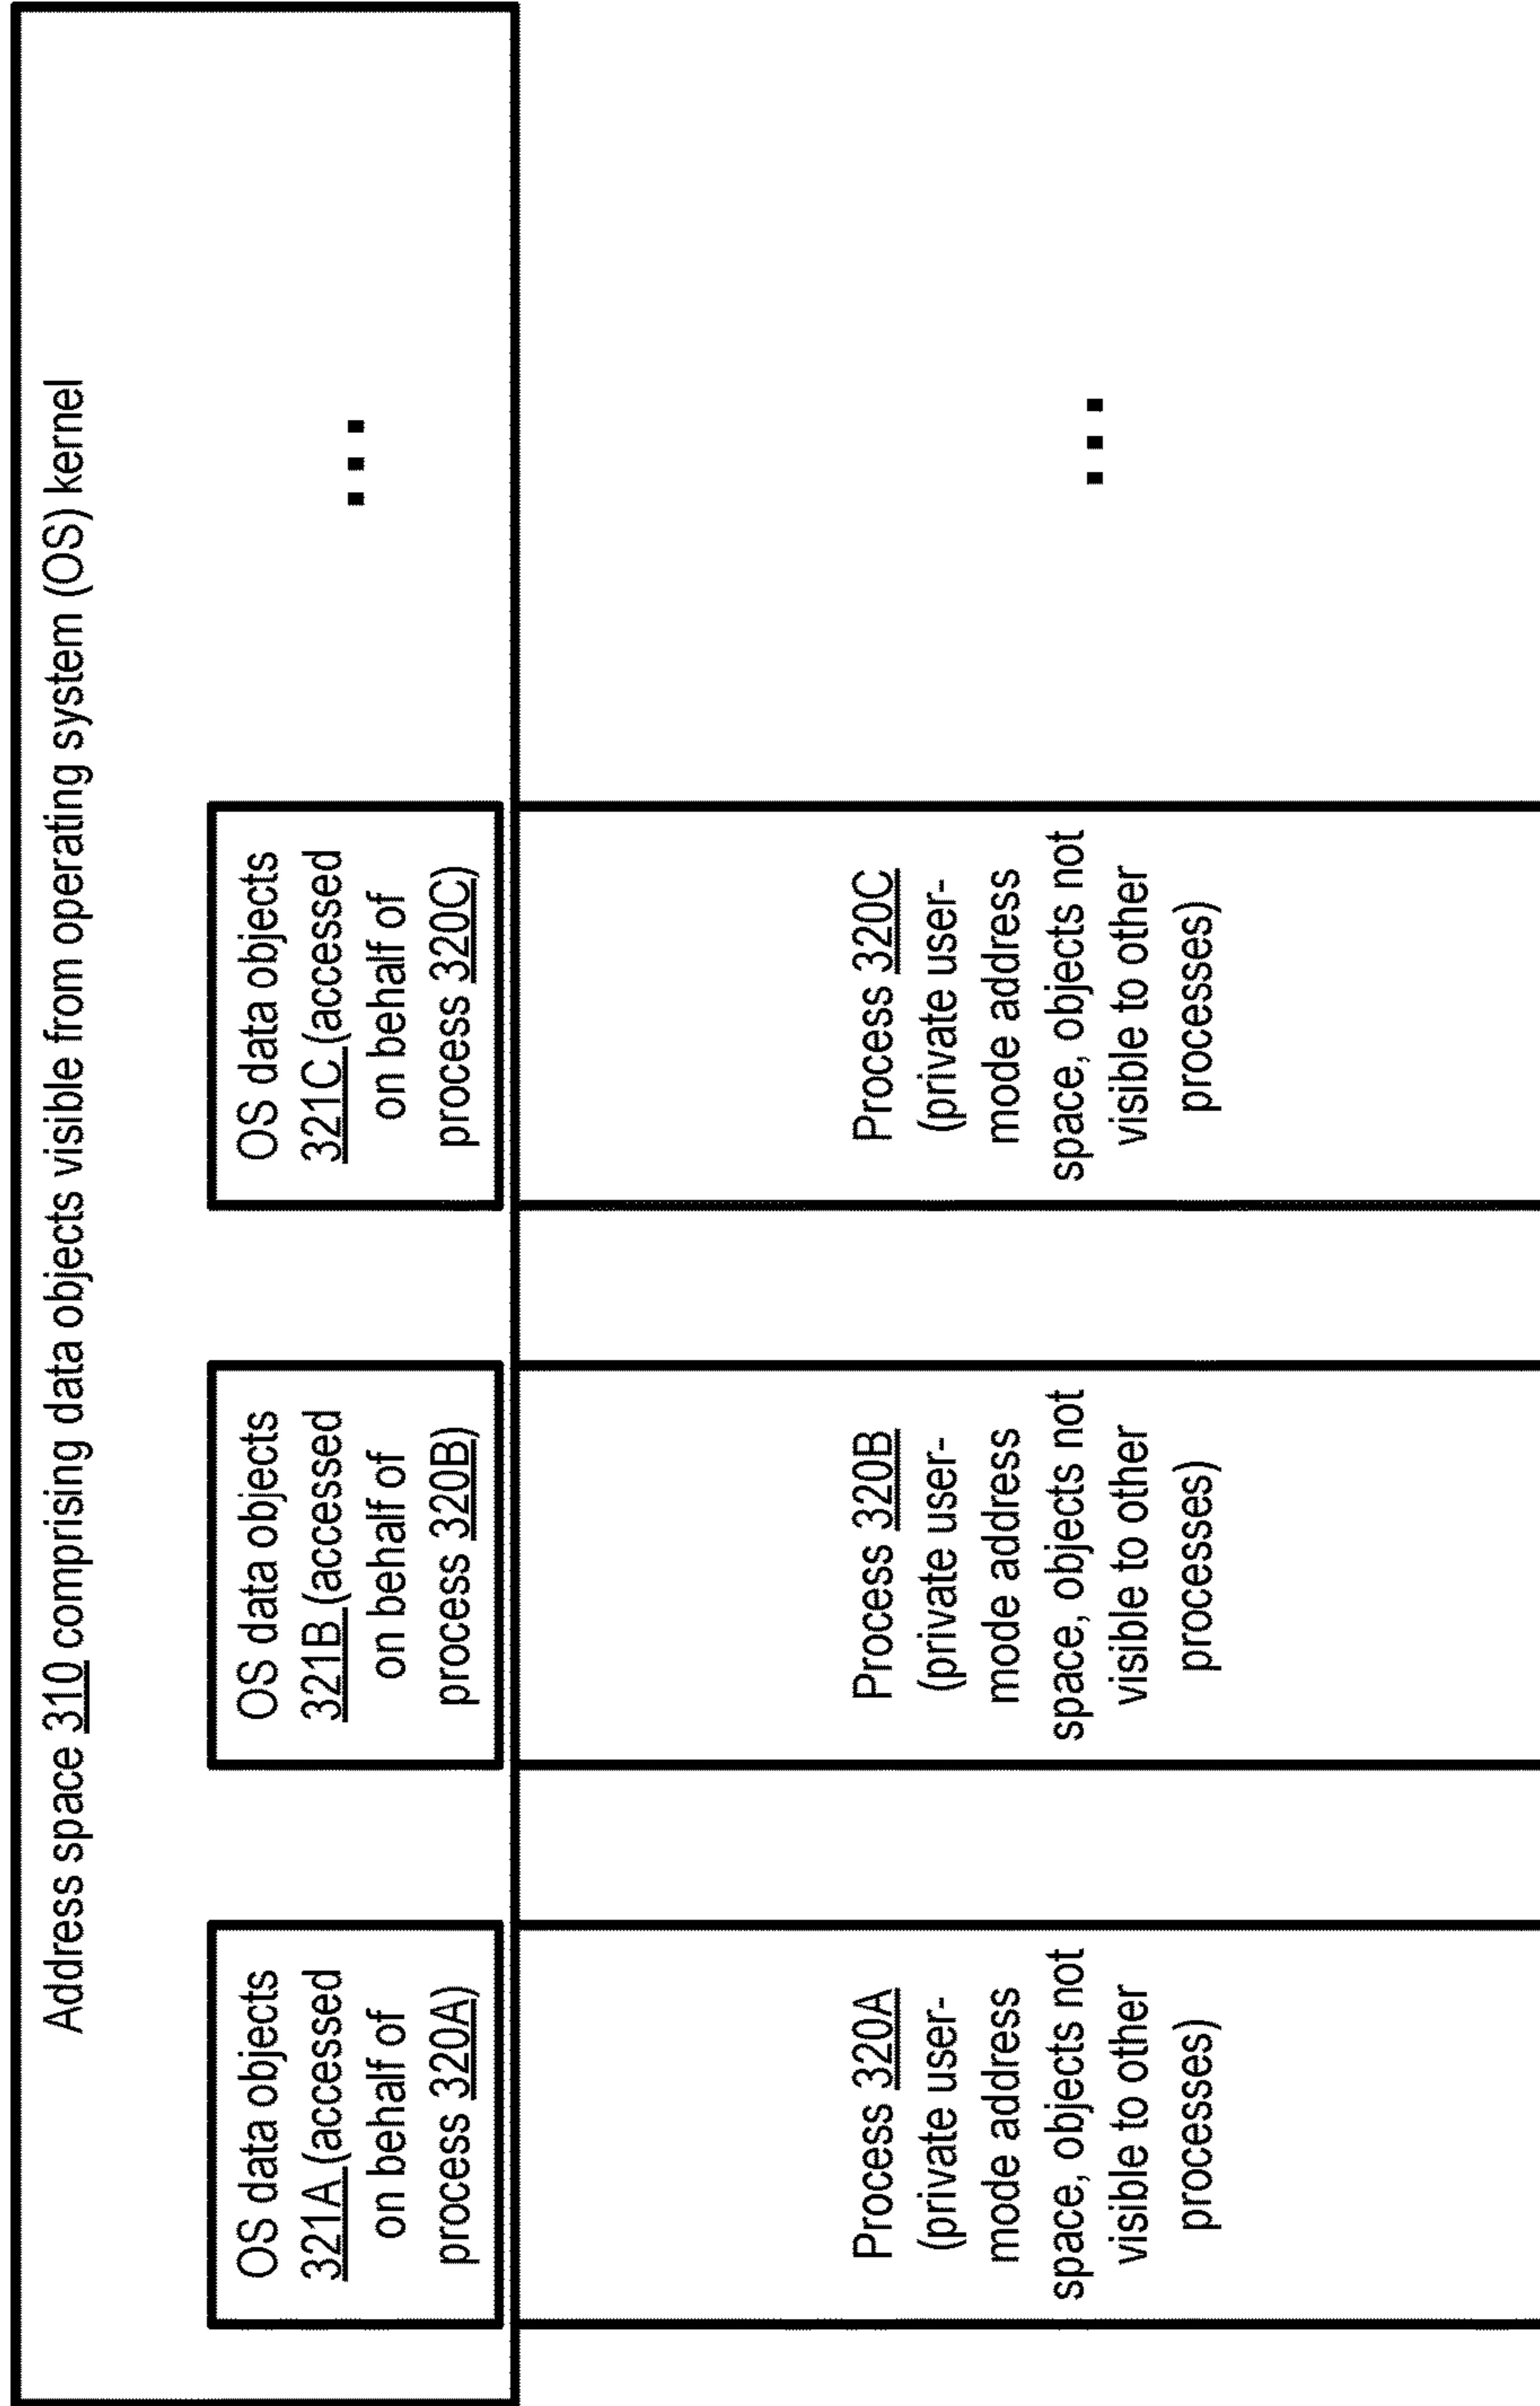 Address space 310 comprising data objects visible from operating system (OS) kernel
OS data objects
321A (accessed
on behalf of
process 320A)
OS data objects
321B (accessed
on behalf of
process 320B)
OS data objects
321C (accessed
on behalf of
process 320C)
...
Process 320A
(private user-
mode address
space, objects not
visible to other
processes)
Process 320B
(private user-
mode address
space, objects not
visible to other
processes)
Process 320C
(private user-
mode address
space, objects not
visible to other
processes)
...